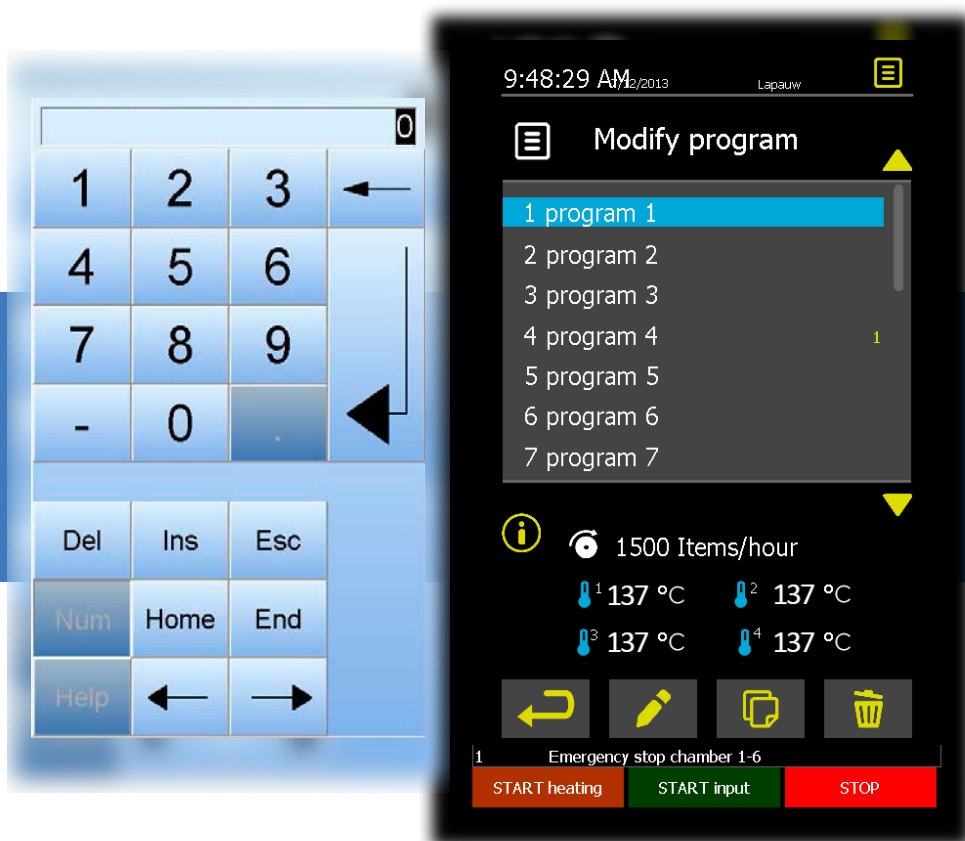 0
1 2 3
4 5 6
7 8 9
- 0 .
Del Ins Esc
Num Home End
Help
9:48:29 AM 12/2013 Lapauw
Modify program
1 program 1
2 program 2
3 program 3
4 program 4 1
5 program 5
6 program 6
7 program 7
1500 Items/hour
1 137 °C 2 137 °C
3 137 °C 4 137 °C
1 Emergency stop chamber 1-6
START heating START input STOP